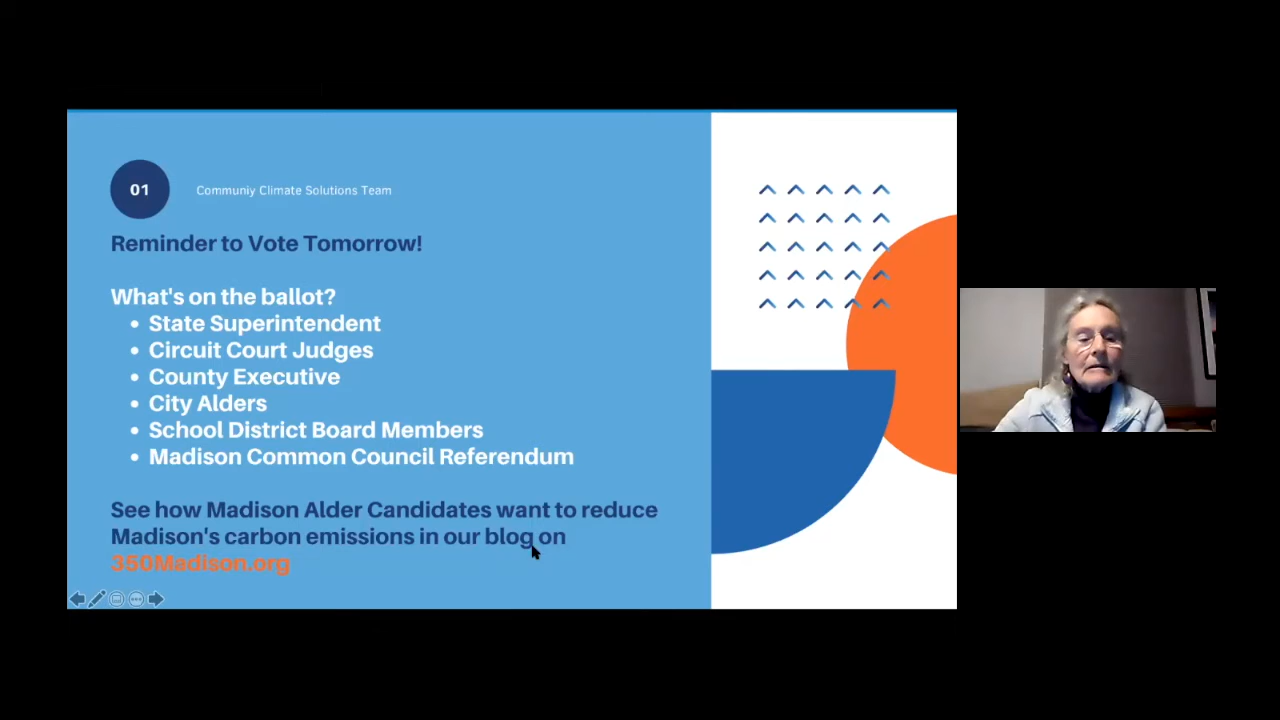 01
Communiy Climate Solutions Team
Reminder to Vote Tomorrow!
What's on the ballot?
• State Superintendent
• Circuit Court Judges
• County Executive
• City Alders
• School District Board Members
• Madison Common Council Referendum
See how Madison Alder Candidates want to reduce
Madison's carbon emissions in our blog on
350Madison.org